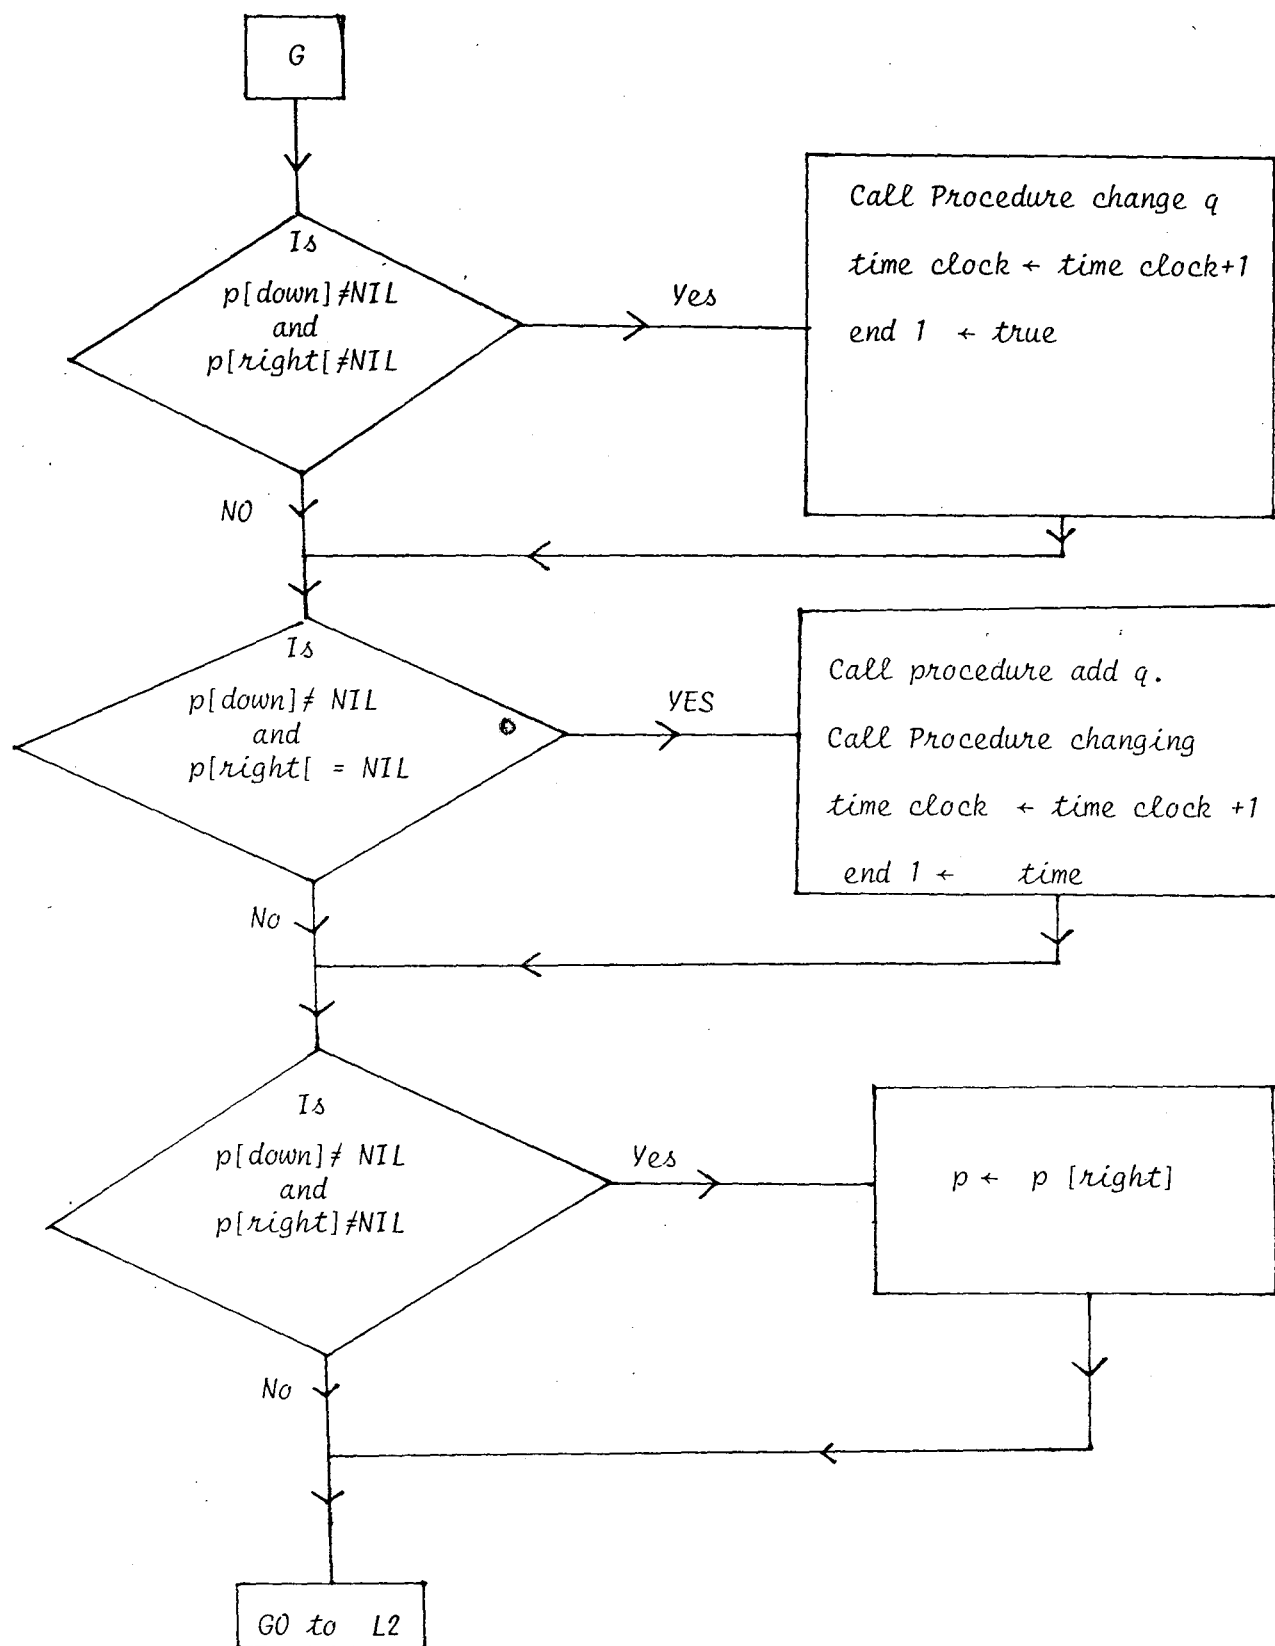 G
Is
p[down]≠NIL
and
p[right[≠NIL
Yes
Call Procedure change q
time clock ← time clock+1
end 1 ← true
NO
Is
p[down]≠ NIL
and
p[right[ = NIL
YES
Call procedure add q.
Call Procedure changing
time clock ← time clock +1
end 1 ← time
No
Is
p[down]≠ NIL
and
p[right]≠NIL
Yes
p ← p [right]
No
GO to L2